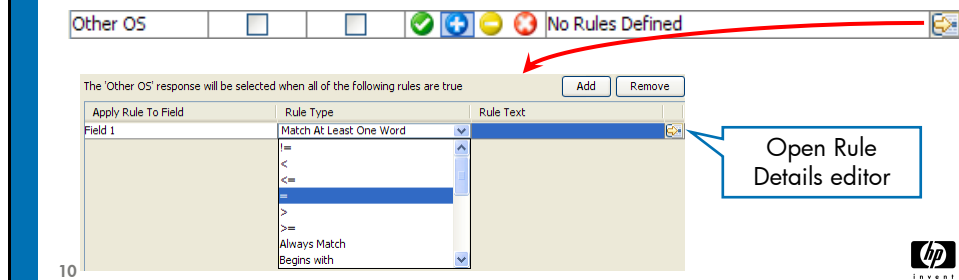 Other OS No Rules Defined
The 'Other OS' response will be selected when all of the following rules are true Add Remove
Apply Rule To Field Rule Type Rule Text
Field 1 Match At Least One Word
!=
<
<=
=
>
>=
Always Match
Begins with
Open Rule
Details editor
10
hp
invent